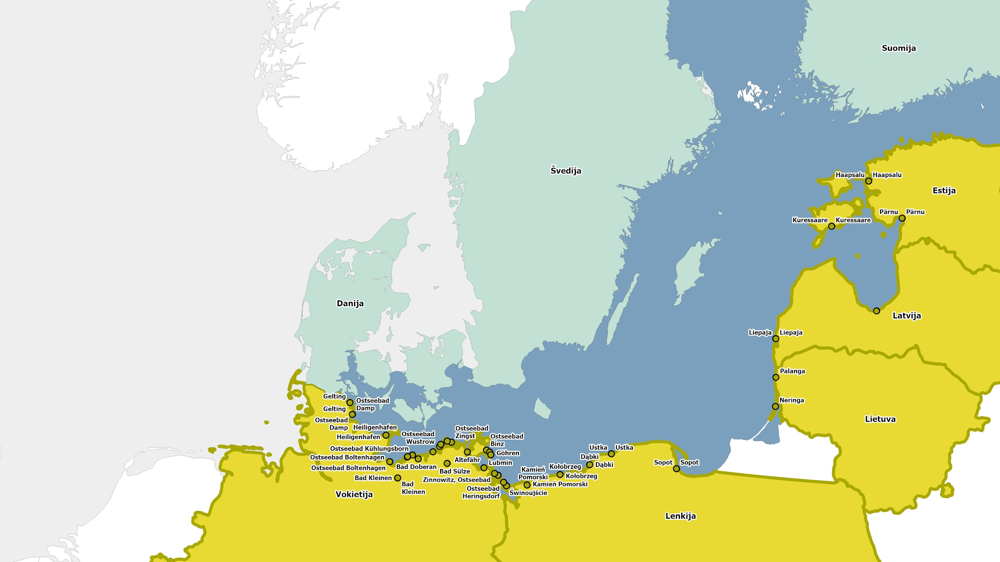 Suomija
Švedija
Haapsalu
Haapsalu
Estija
Pärnu
Pärnu
Kuressaare
Kuressaare
Danija
Latvija
Liepaja
Liepaja
Palanga
Neringa
Lietuva
Gelting
Ostseebad
Damp
Gelting
Ostseebad
Damp
Heiligenhafen
Heiligenhafen
Ostseebad
Wustrow
Ostseebad
Zingst
Ostseebad
Binz
Ostseebad Kühlungsborn
Göhren
Ostseebad Boltenhagen
Altefähr
Ostseebad Boltenhagen
Bad Doberan
Lubmin
Bad Sülze
Bad Kleinen
Bad
Kleinen
Zinnowitz, Ostseebad
Ostseebad
Heringsdorf
Świnoujście
Kamień
Pomorski
Kamień Pomorski
Kołobrzeg
Kołobrzeg
Dąbki
Dąbki
Ustka
Ustka
Sopot
Sopot
Vokietija
Lenkija